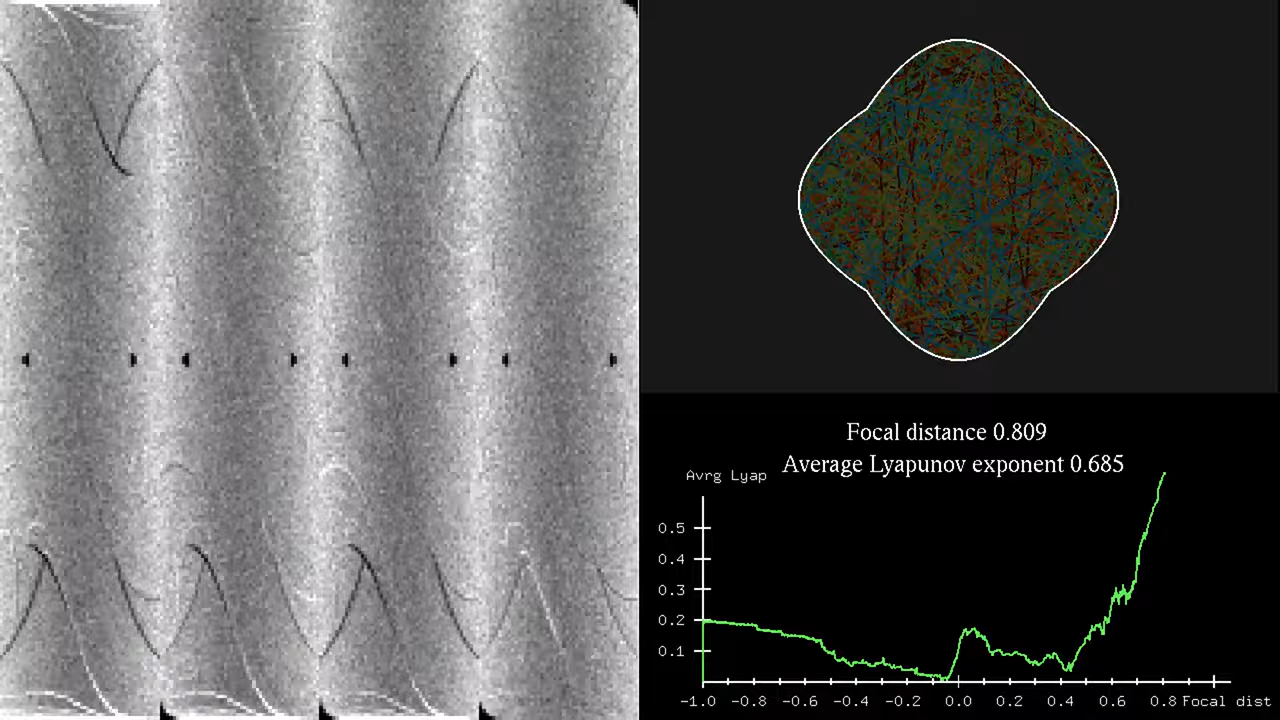 Focal distance 0.809
Average Lyapunov exponent 0.685
Avrg Lyap
0.5
0.4
0.3
0.2
0.1
-1.0 -0.8 -0.6 -0.4 -0.2 0.0 0.2 0.4 0.6 0.8 Focal dist